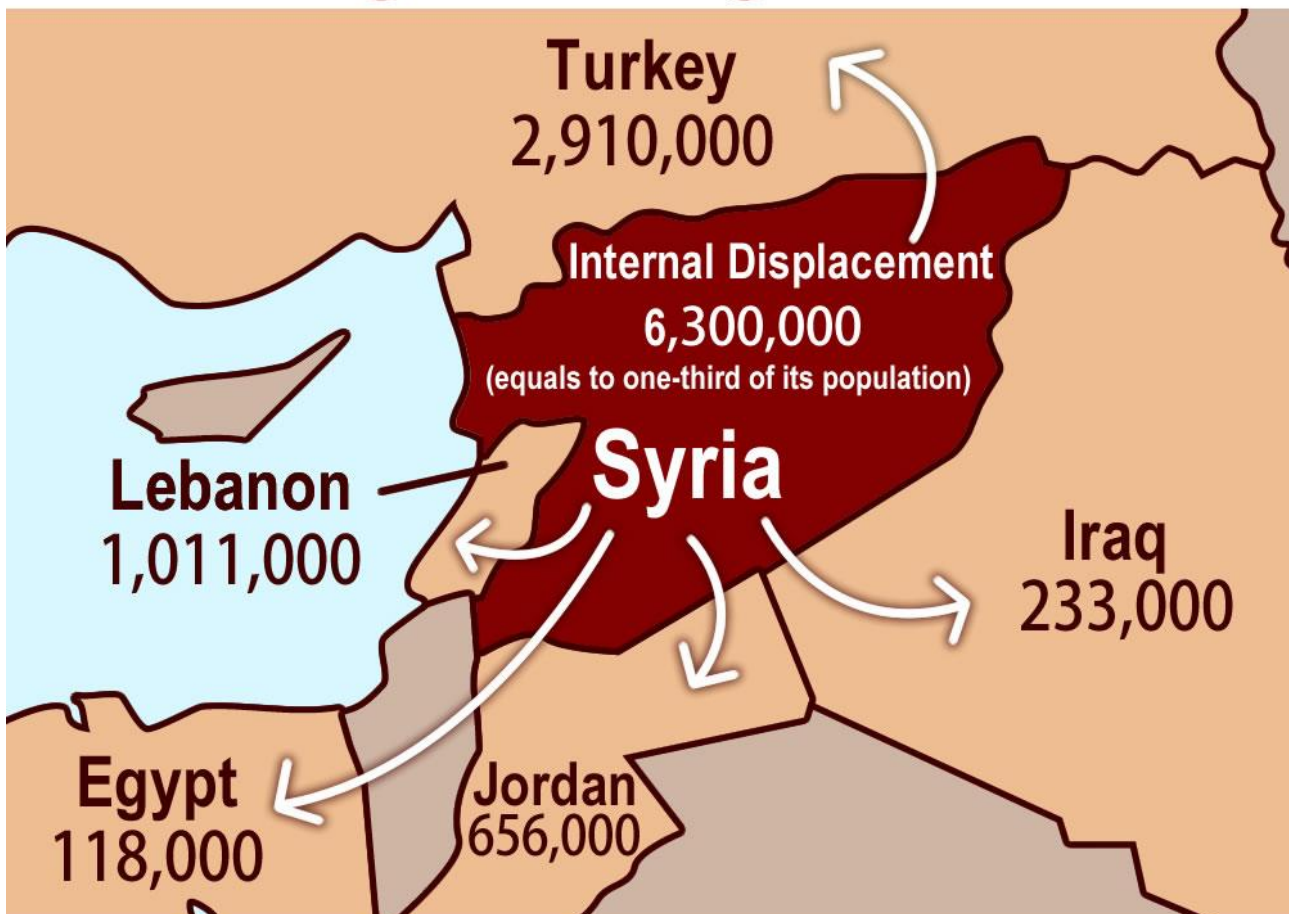 Turkey
2,910,000
Internal Displacement
6,300,000
(equals to one-third of its population)
Syria
Lebanon
1,011,000
Iraq
233,000
Egypt
118,000
Jordan
656,000